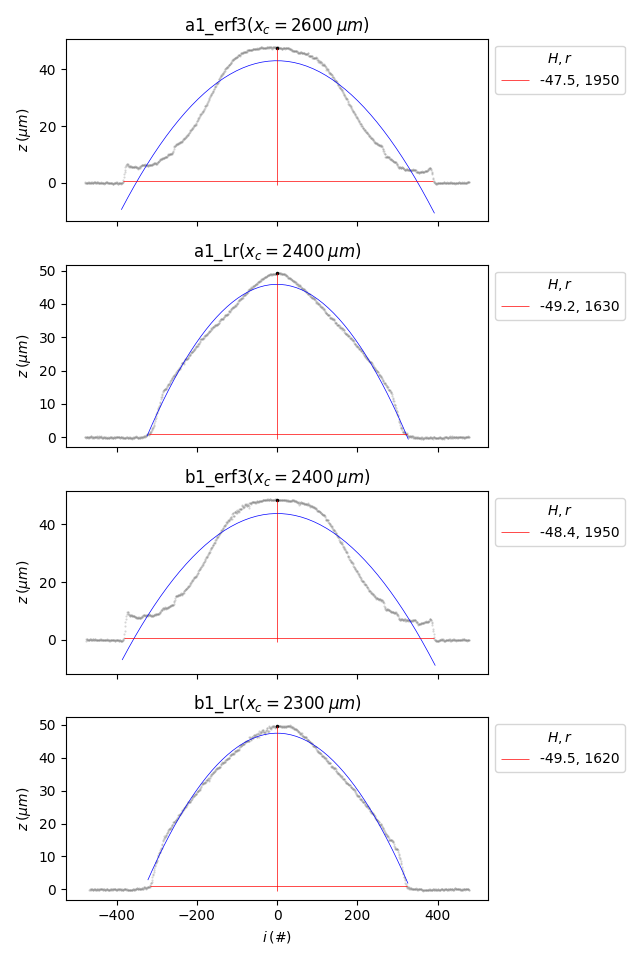 a1_erf3(x_c = 2600 μm)
z (μm)
40
20
0
H, r
-47.5, 1950
a1_Lr(x_c = 2400 μm)
z (μm)
50
40
30
20
10
0
H, r
-49.2, 1630
b1_erf3(x_c = 2400 μm)
z (μm)
40
20
0
H, r
-48.4, 1950
b1_Lr(x_c = 2300 μm)
z (μm)
50
40
30
20
10
0
H, r
-49.5, 1620
−400 −200 0 200 400
i (#)